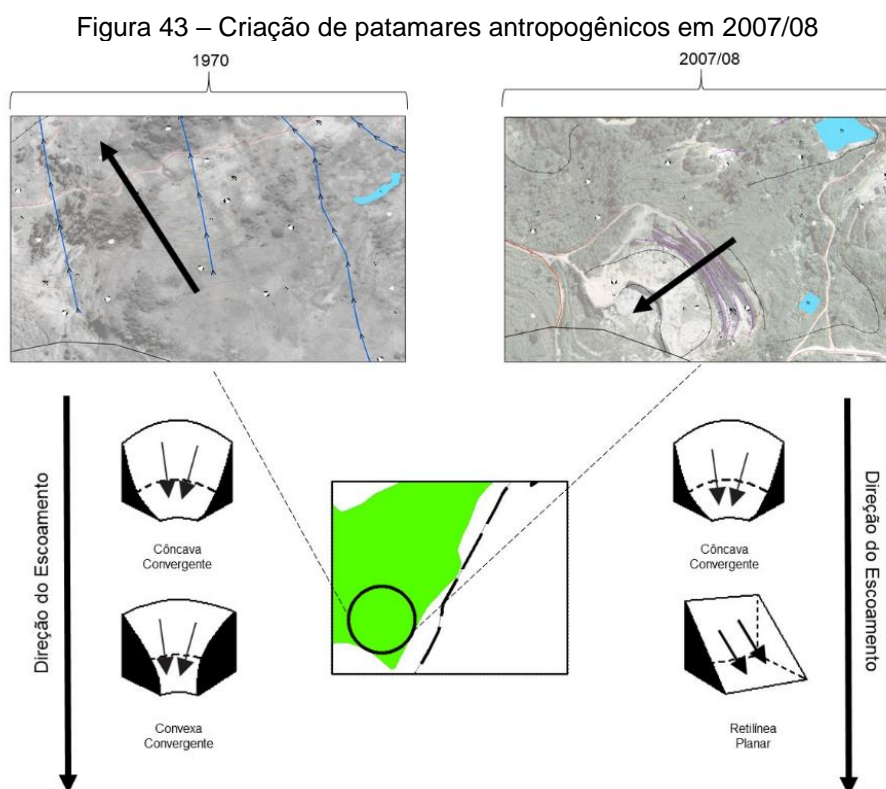 Figura 43 – Criação de patamares antropogênicos em 2007/08
1970
2007/08
Direção do Escoamento
Côncava
Convergente
Convexa
Convergente
Côncava
Convergente
Retilínea
Planar
Direção do Escoamento